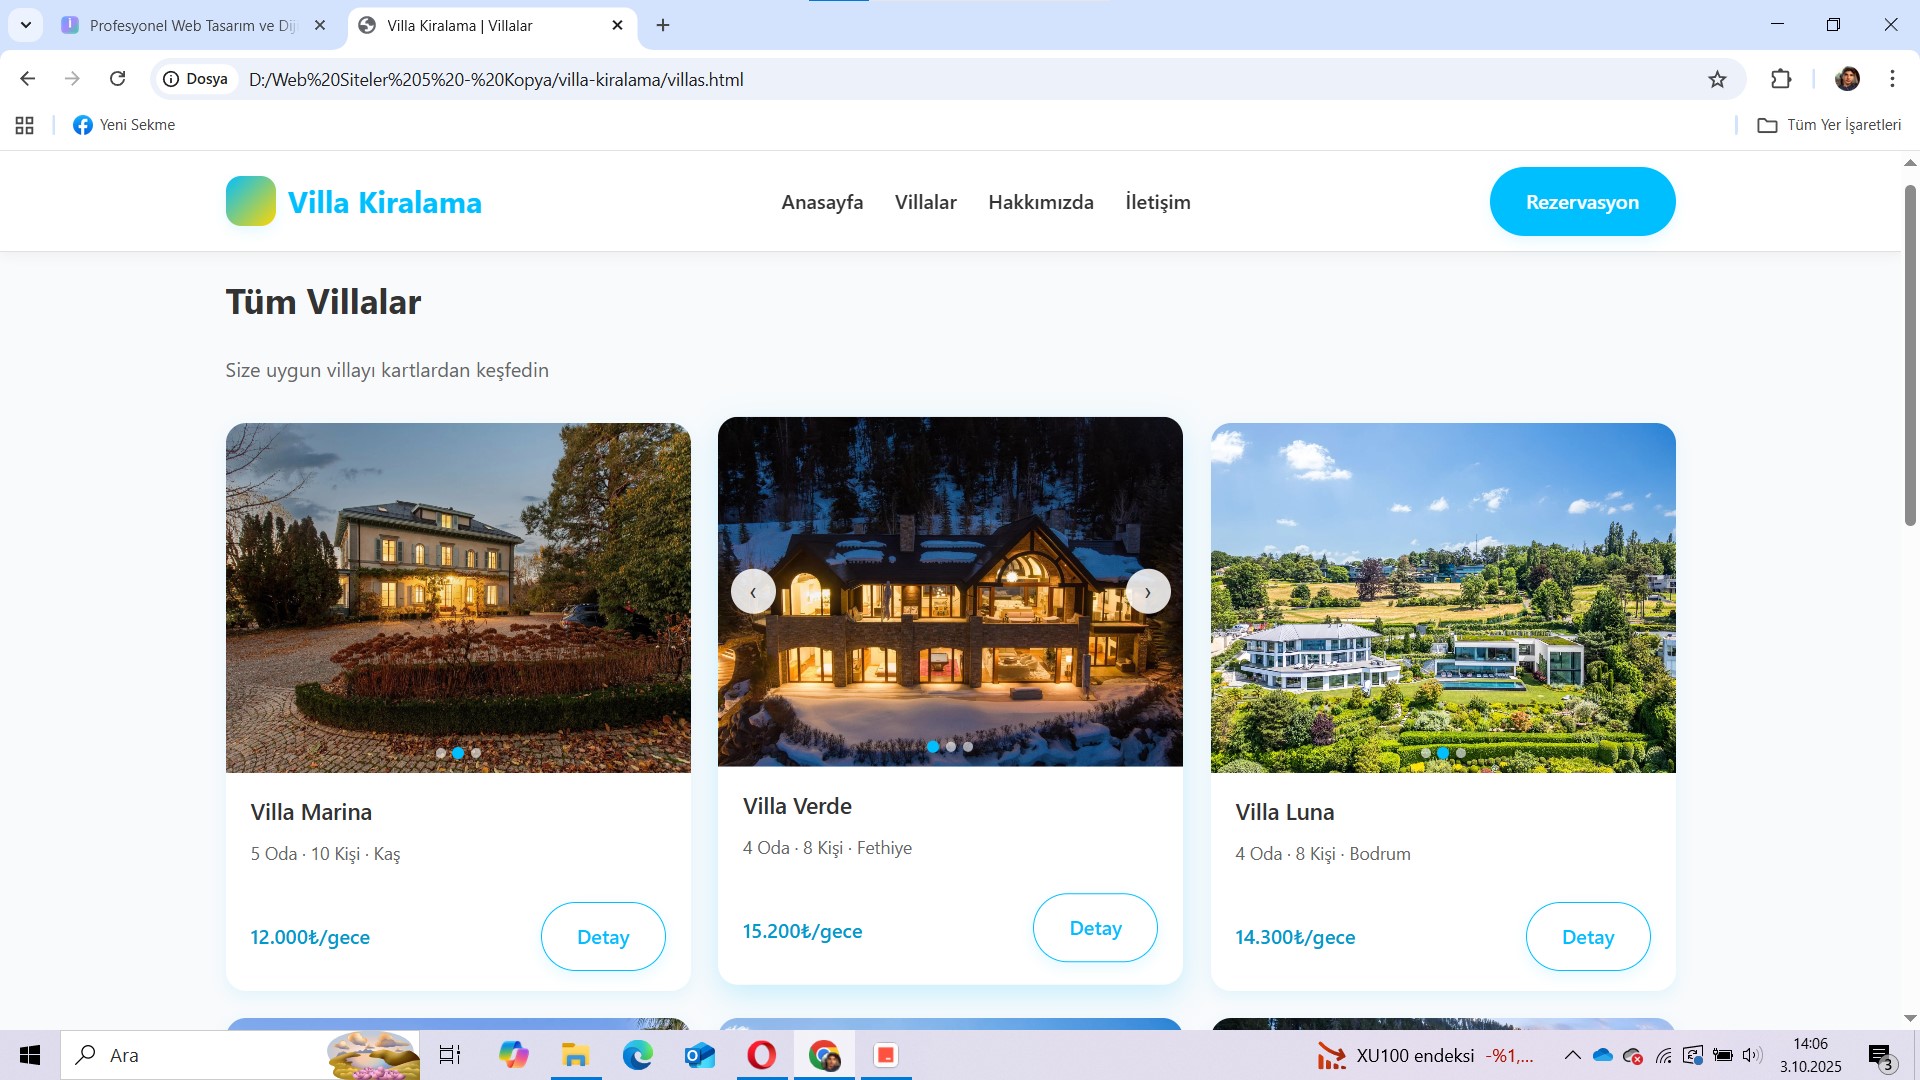 Profesyonel Web Tasarım ve Dij
Villa Kiralama | Villalar
Dosya
D:/Web%20Siteler%205%20-%20Kopya/villa-kiralama/villas.html
Yeni Sekme
Tüm Yer İşaretleri
Villa Kiralama
Anasayfa
Villalar
Hakkımızda
İletişim
Rezervasyon
Tüm Villalar
Size uygun villayı kartlardan keşfedin
Villa Marina
5 Oda · 10 Kişi · Kaş
12.000₺/gece
Detay
Villa Verde
4 Oda · 8 Kişi · Fethiye
15.200₺/gece
Detay
Villa Luna
4 Oda · 8 Kişi · Bodrum
14.300₺/gece
Detay
Ara
XU100 endeksi
-%1,...
14:06
3.10.2025
3